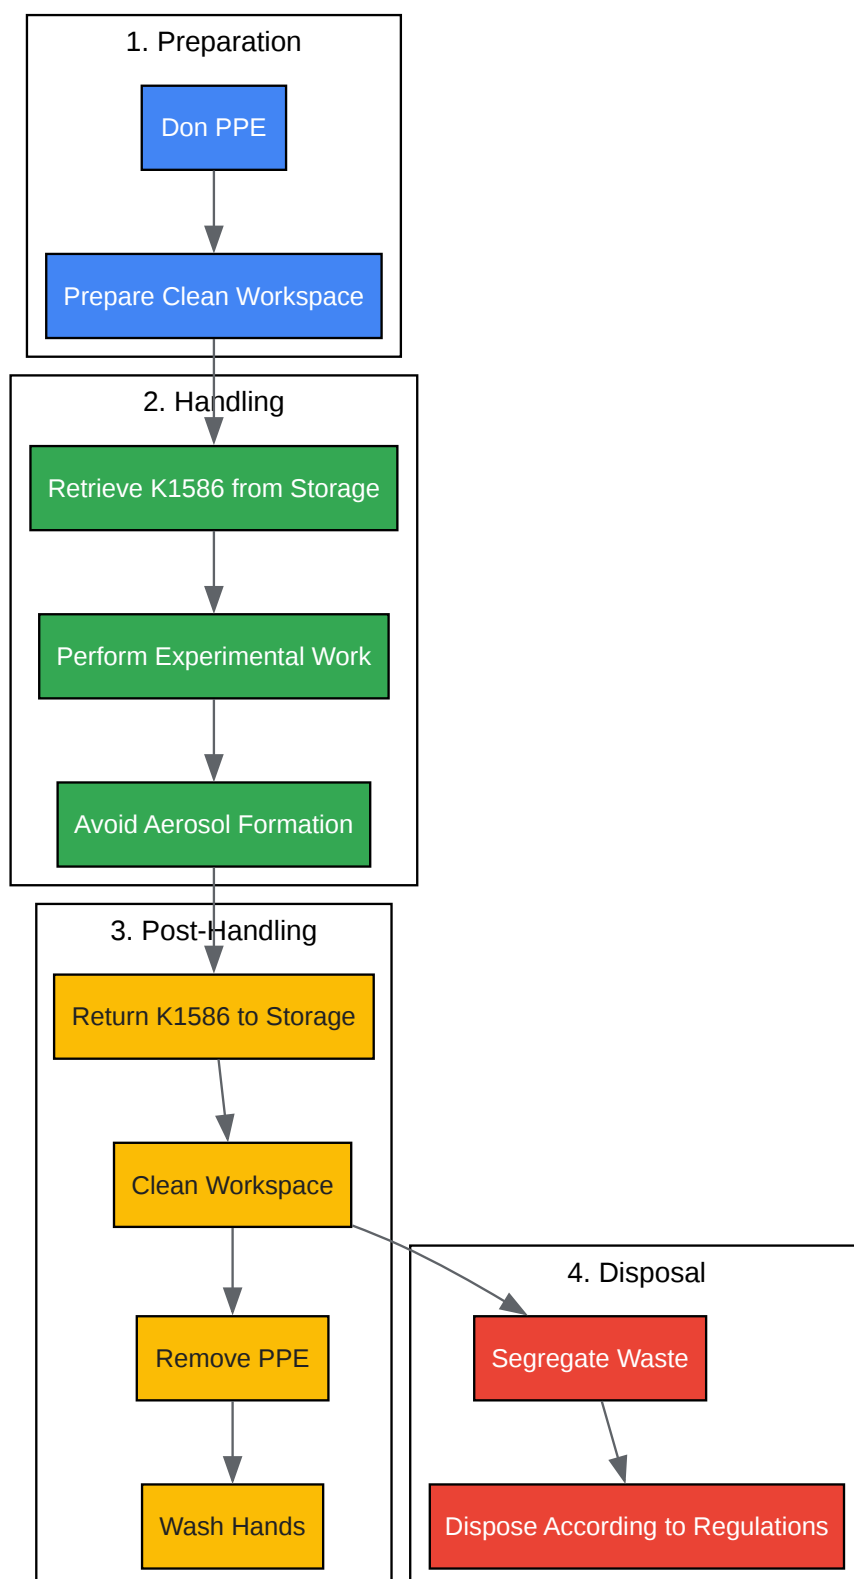 1. Preparation
Don PPE
Prepare Clean Workspace
2. Handling
Retrieve K1586 from Storage
Perform Experimental Work
Avoid Aerosol Formation
3. Post-Handling
Return K1586 to Storage
Clean Workspace
Remove PPE
Wash Hands
4. Disposal
Segregate Waste
Dispose According to Regulations